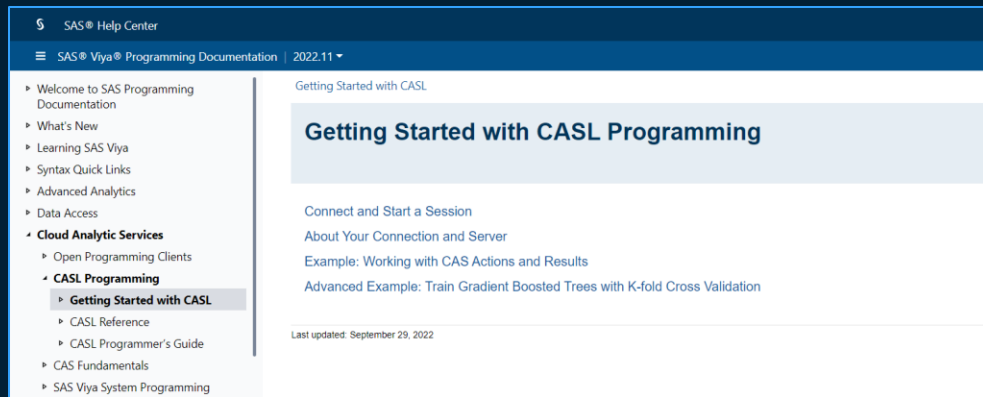 SAS® Help Center
SAS® Viya® Programming Documentation | 2022.11
Welcome to SAS Programming
Documentation
What's New
Learning SAS Viya
Syntax Quick Links
Advanced Analytics
Data Access
Cloud Analytic Services
Open Programming Clients
CASL Programming
Getting Started with CASL
CASL Reference
CASL Programmer's Guide
CAS Fundamentals
SAS Viya System Programming
Getting Started with CASL
Getting Started with CASL Programming
Connect and Start a Session
About Your Connection and Server
Example: Working with CAS Actions and Results
Advanced Example: Train Gradient Boosted Trees with K-fold Cross Validation
Last updated: September 29, 2022